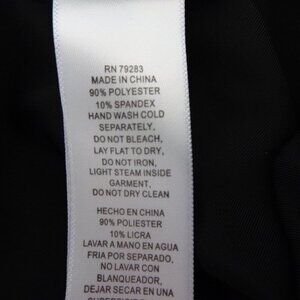 RN 79283
MADE IN CHINA
90% POLYESTER
10% SPANDEX
HAND WASH COLD
SEPARATELY,
DO NOT BLEACH,
LAY FLAT TO DRY,
DO NOT IRON,
LIGHT STEAM INSIDE
GARMENT,
DO NOT DRY CLEAN
HECHO EN CHINA
90% POLIESTER
10% LICRA
LAVAR A MANO EN AGUA
FRIA POR SEPARADO,
NO LAVAR CON
BLANQUEADOR,
DEJAR SECAR EN UNA